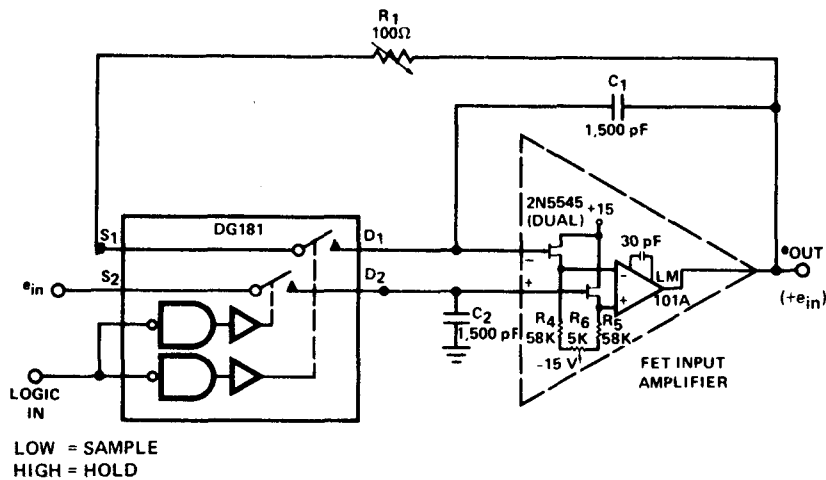 R1
100Ω
C1
1,500 pF
2N5545
(DUAL)
+15
30 pF
DG181
S1
D1
S2
D2
ein
eOUT
(+ein)
−
+
−
+
LM
101A
C2
1,500 pF
R4
58K
R6
5K
R5
58K
-15 V
FET INPUT
AMPLIFIER
LOGIC
IN
LOW = SAMPLE
HIGH = HOLD